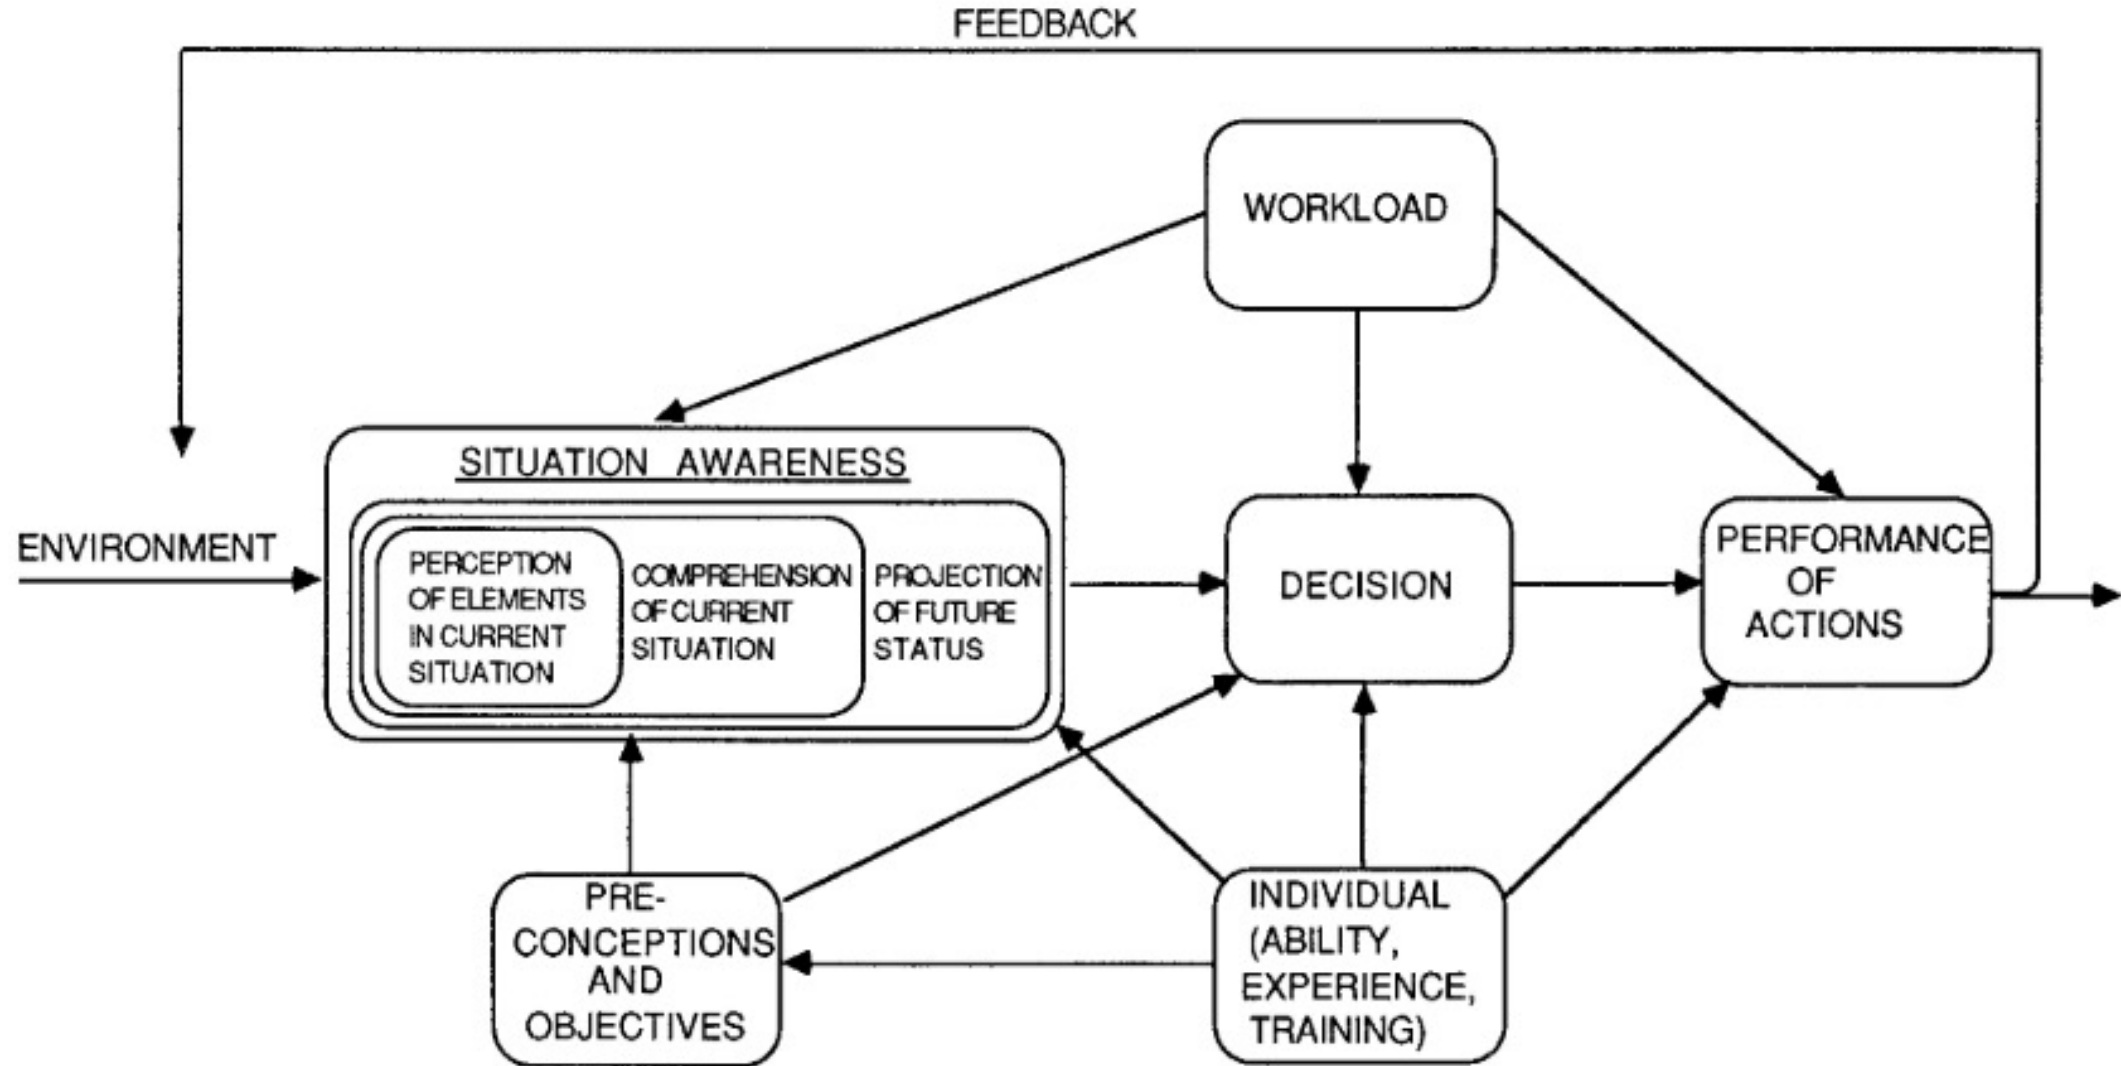 FEEDBACK
WORKLOAD
SITUATION AWARENESS
ENVIRONMENT
PERCEPTION
OF ELEMENTS
IN CURRENT
SITUATION
COMPREHENSION
OF CURRENT
SITUATION
PROJECTION
OF FUTURE
STATUS
DECISION
PERFORMANCE
OF
ACTIONS
PRE-
CONCEPTIONS
AND
OBJECTIVES
INDIVIDUAL
(ABILITY,
EXPERIENCE,
TRAINING)